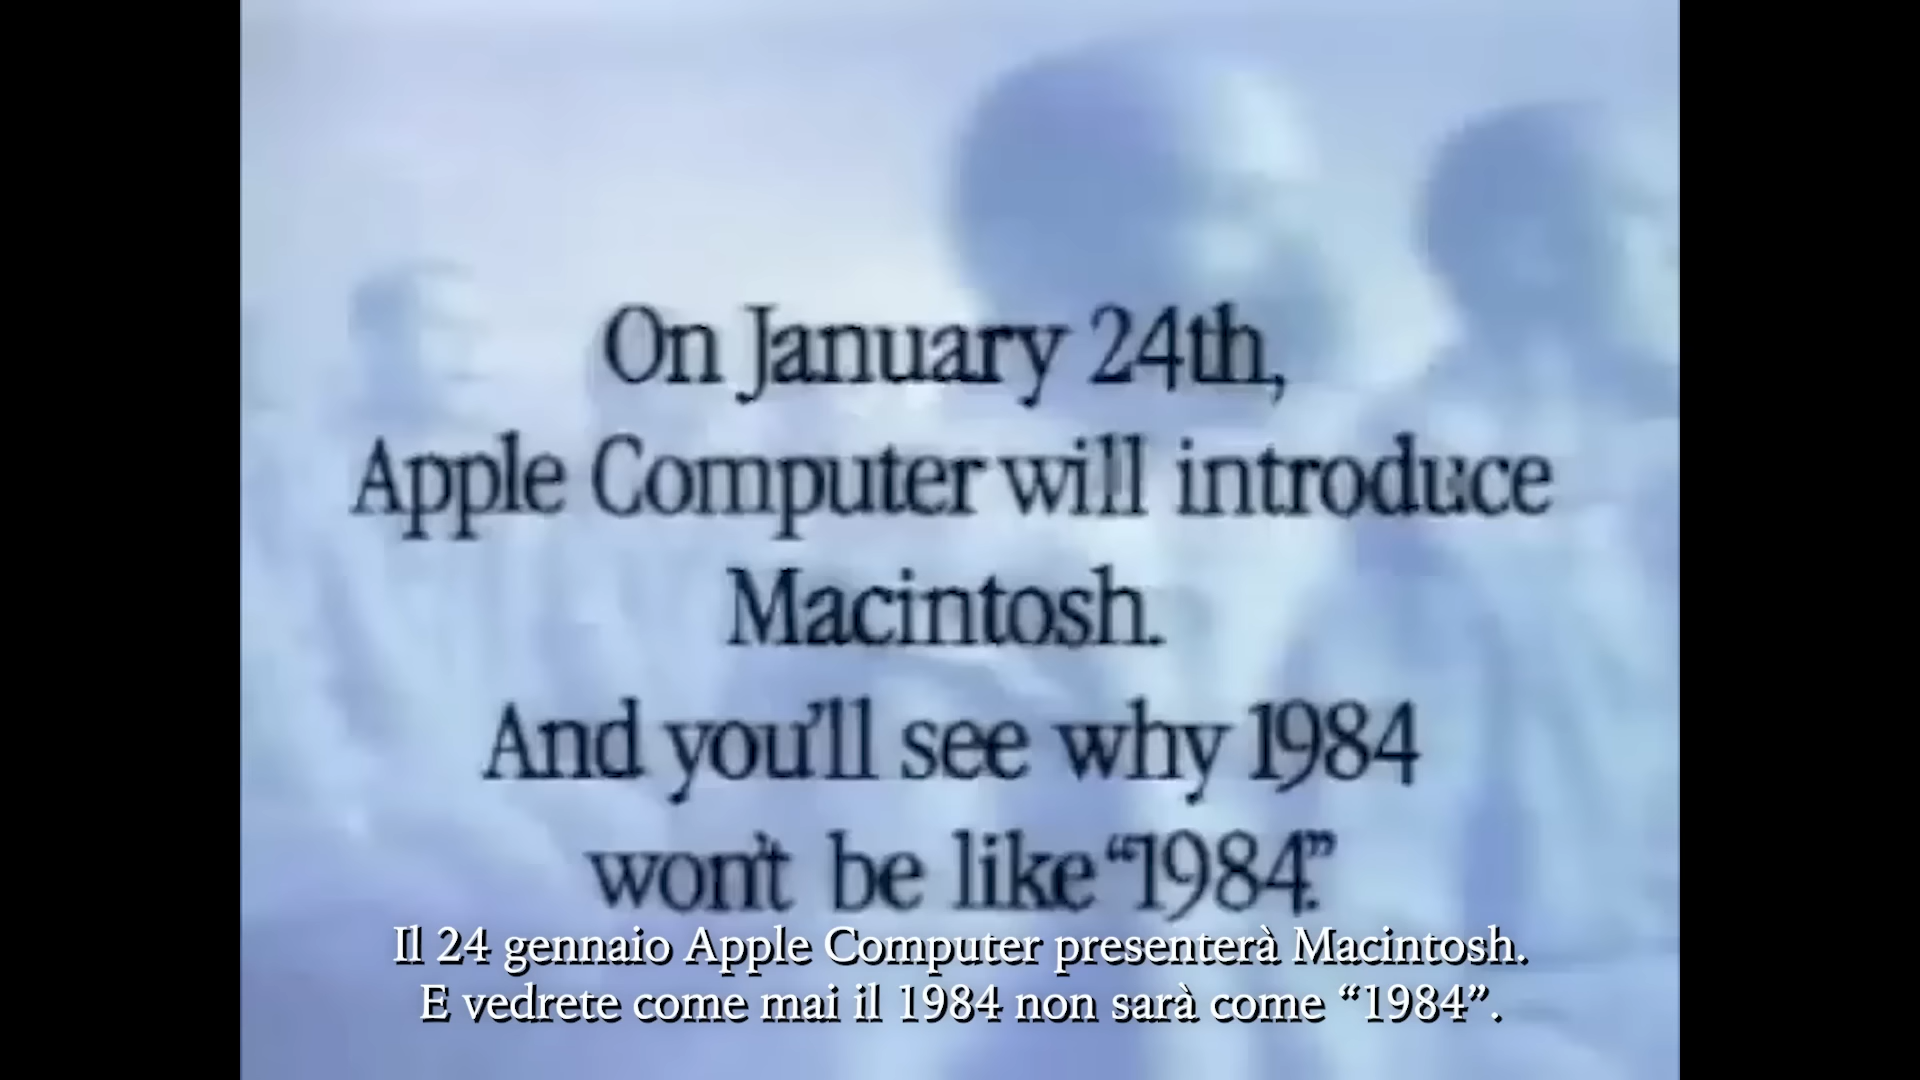 On January 24th,
Apple Computer will introduce
Macintosh.
And you'll see why 1984
won't be like “1984.”
Il 24 gennaio Apple Computer presenterà Macintosh.
E vedrete come mai il 1984 non sarà come “1984”.